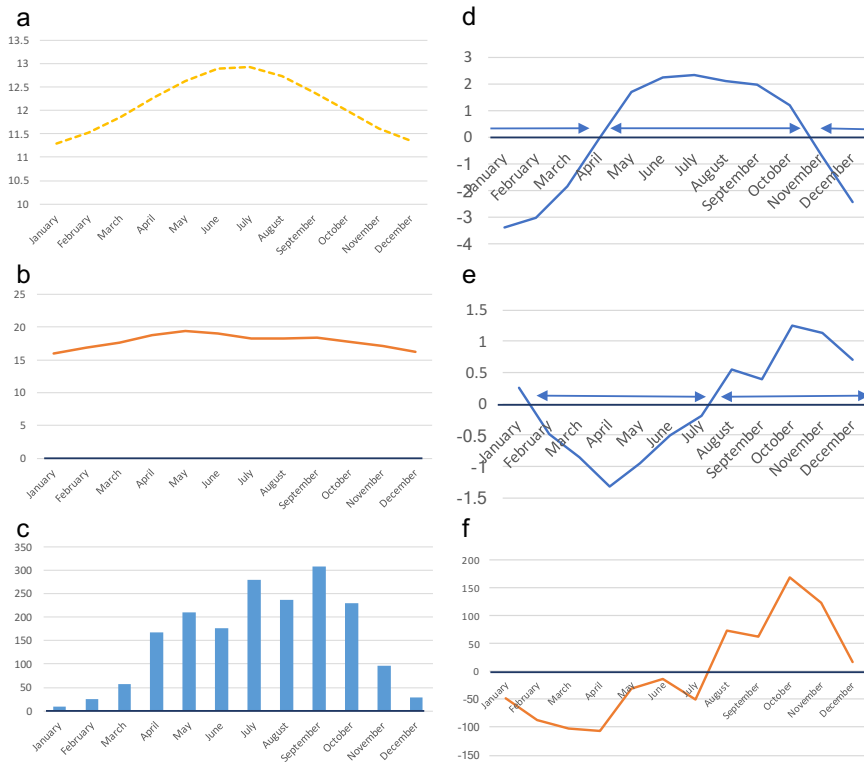 a
13.5
13
12.5
12
11.5
11
10.5
10
January
February
March
April
May
June
July
August
September
October
November
December
b
25
20
15
10
5
0
January
February
March
April
May
June
July
August
September
October
November
December
c
350
300
250
200
150
100
50
0
January
February
March
April
May
June
July
August
September
October
November
December
d
3
2
1
0
-1
-2
-3
-4
January
February
March
April
May
June
July
August
September
October
November
December
e
1.5
1
0.5
0
-0.5
-1
-1.5
January
February
March
April
May
June
July
August
September
October
November
December
f
200
150
100
50
0
-50
-100
-150
January
February
March
April
May
June
July
August
September
October
November
December